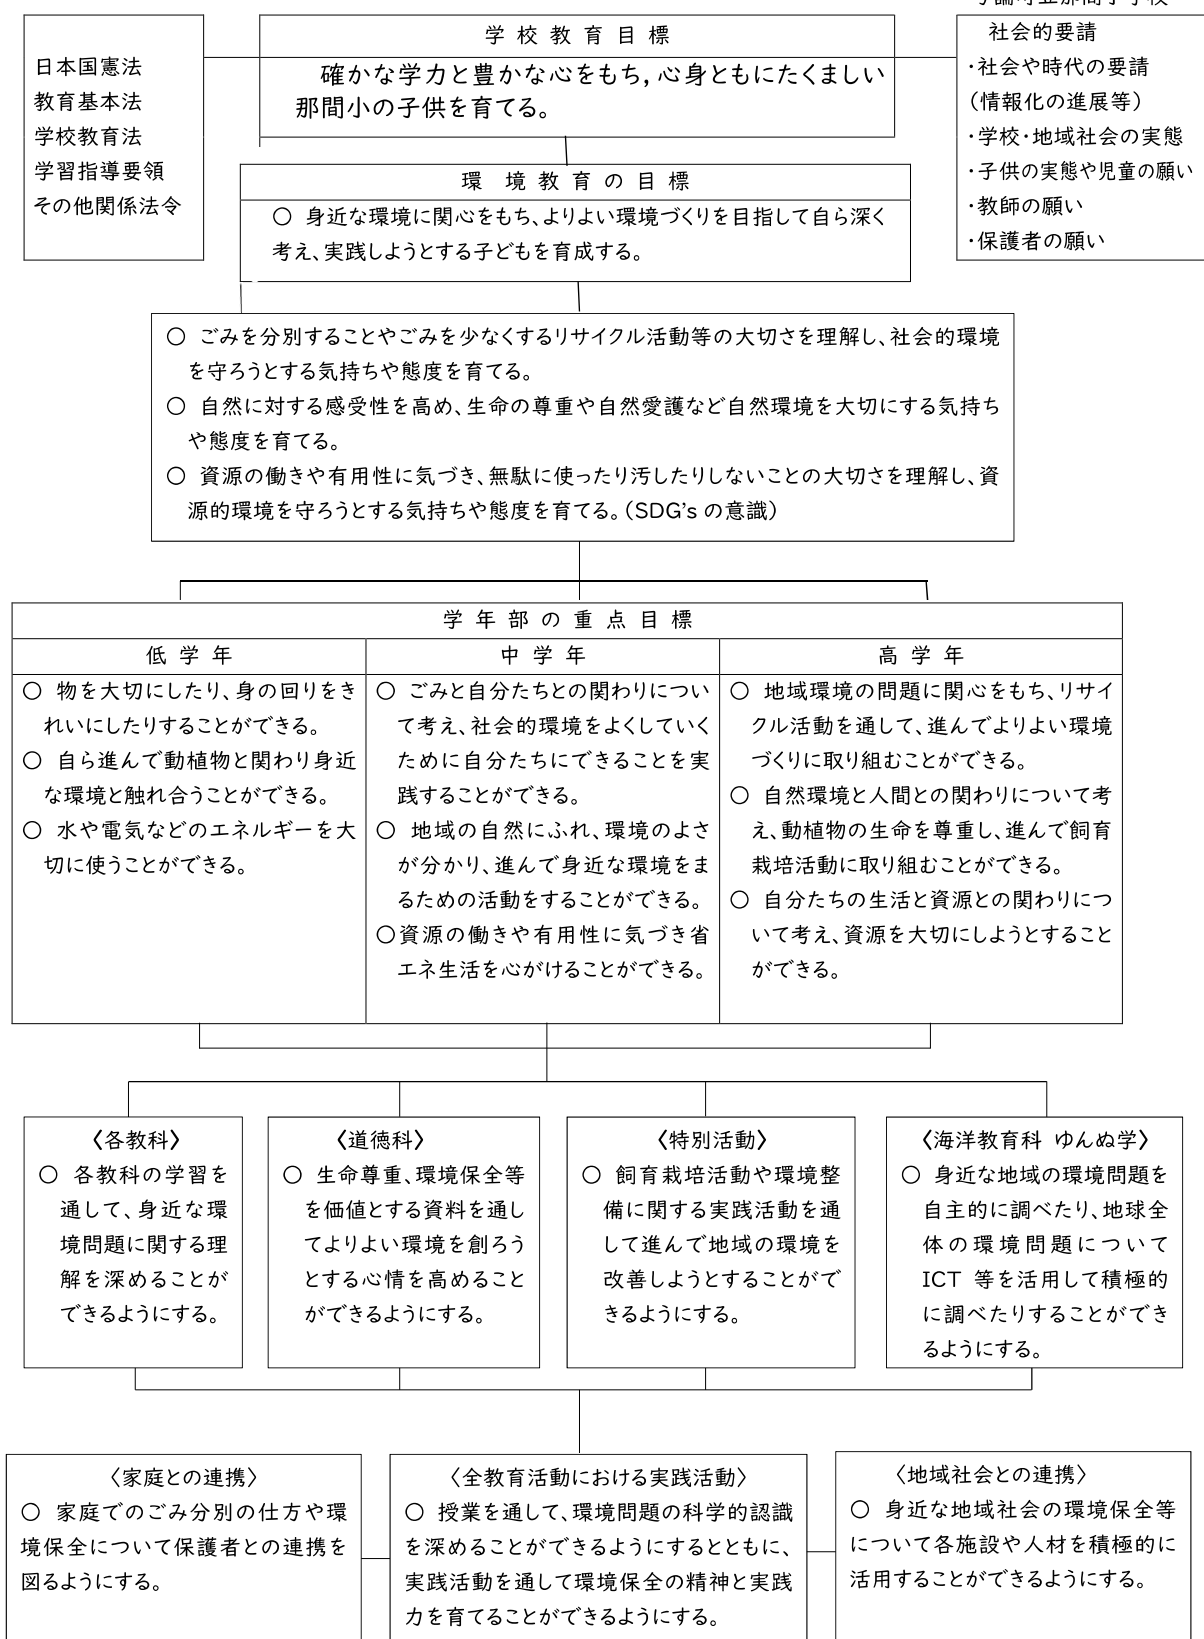 日本国憲法
教育基本法
学校教育法
学習指導要領
その他関係法令
学校教育目標
確かな学力と豊かな心をもち,心身ともにたくましい
那間小の子供を育てる。
社会的要請
・社会や時代の要請
(情報化の進展等)
・学校・地域社会の実態
・子供の実態や児童の願い
・教師の願い
・保護者の願い
環 境教育の目標
○ 身近な環境に関心をもち、よりよい環境づくりを目指して自ら深く
考え、実践しようとする子どもを育成する。
○ ごみを分別することやごみを少なくするリサイクル活動等の大切さを理解し、社会的環境
を守ろうとする気持ちや態度を育てる。
○ 自然に対する感受性を高め、生命の尊重や自然愛護など自然環境を大切にする気持ち
や態度を育てる。
○ 資源の働きや有用性に気づき、無駄に使ったり汚したりしないことの大切さを理解し、資
源的環境を守ろうとする気持ちや態度を育てる。(SDG's の意識)
学年部の重点目標
低学年
○ 物を大切にしたり、身の回りをき
れいにしたりすることができる。
○ 自ら進んで動植物と関わり身近
な環境と触れ合うことができる。
○ 水や電気などのエネルギーを大
切に使うことができる。
中学年
○ ごみと自分たちとの関わりについ
て考え、社会的環境をよくしていく
ために自分たちにできることを実
践することができる。
○ 地域の自然にふれ、環境のよさ
が分かり、進んで身近な環境をま
るための活動をすることができる。
○資源の働きや有用性に気づき省
エネ生活を心がけることができる。
高学年
○ 地域環境の問題に関心をもち、リサイ
クル活動を通して、進んでよりよい環境
づくりに取り組むことができる。
○ 自然環境と人間との関わりについて考
え、動植物の生命を尊重し、進んで飼育
栽培活動に取り組むことができる。
○ 自分たちの生活と資源との関わりにつ
いて考え、資源を大切にしようとすること
ができる。
〈各教科〉
○ 各教科の学習を
通して、身近な環
境問題に関する理
解を深めることが
できるようにする。
〈道徳科〉
○ 生命尊重、環境保全等
を価値とする資料を通し
てよりよい環境を創ろう
とする心情を高めること
ができるようにする。
〈特別活動〉
○ 飼育栽培活動や環境整
備に関する実践活動を通
して進んで地域の環境を
改善しようとすることがで
きるようにする。
〈海洋教育科 ゆんぬ学〉
○ 身近な地域の環境問題を
自主的に調べたり、地球全
体の環境問題について
ICT 等を活用して積極的
に調べたりすることができ
るようにする。
〈家庭との連携〉
○ 家庭でのごみ分別の仕方や環
境保全について保護者との連携を
図るようにする。
〈全教育活動における実践活動〉
○ 授業を通して、環境問題の科学的認識
を深めることができるようにするとともに、
実践活動を通して環境保全の精神と実践
力を育てることができるようにする。
〈地域社会との連携〉
○ 身近な地域社会の環境保全等
について各施設や人材を積極的に
活用することができるようにする。